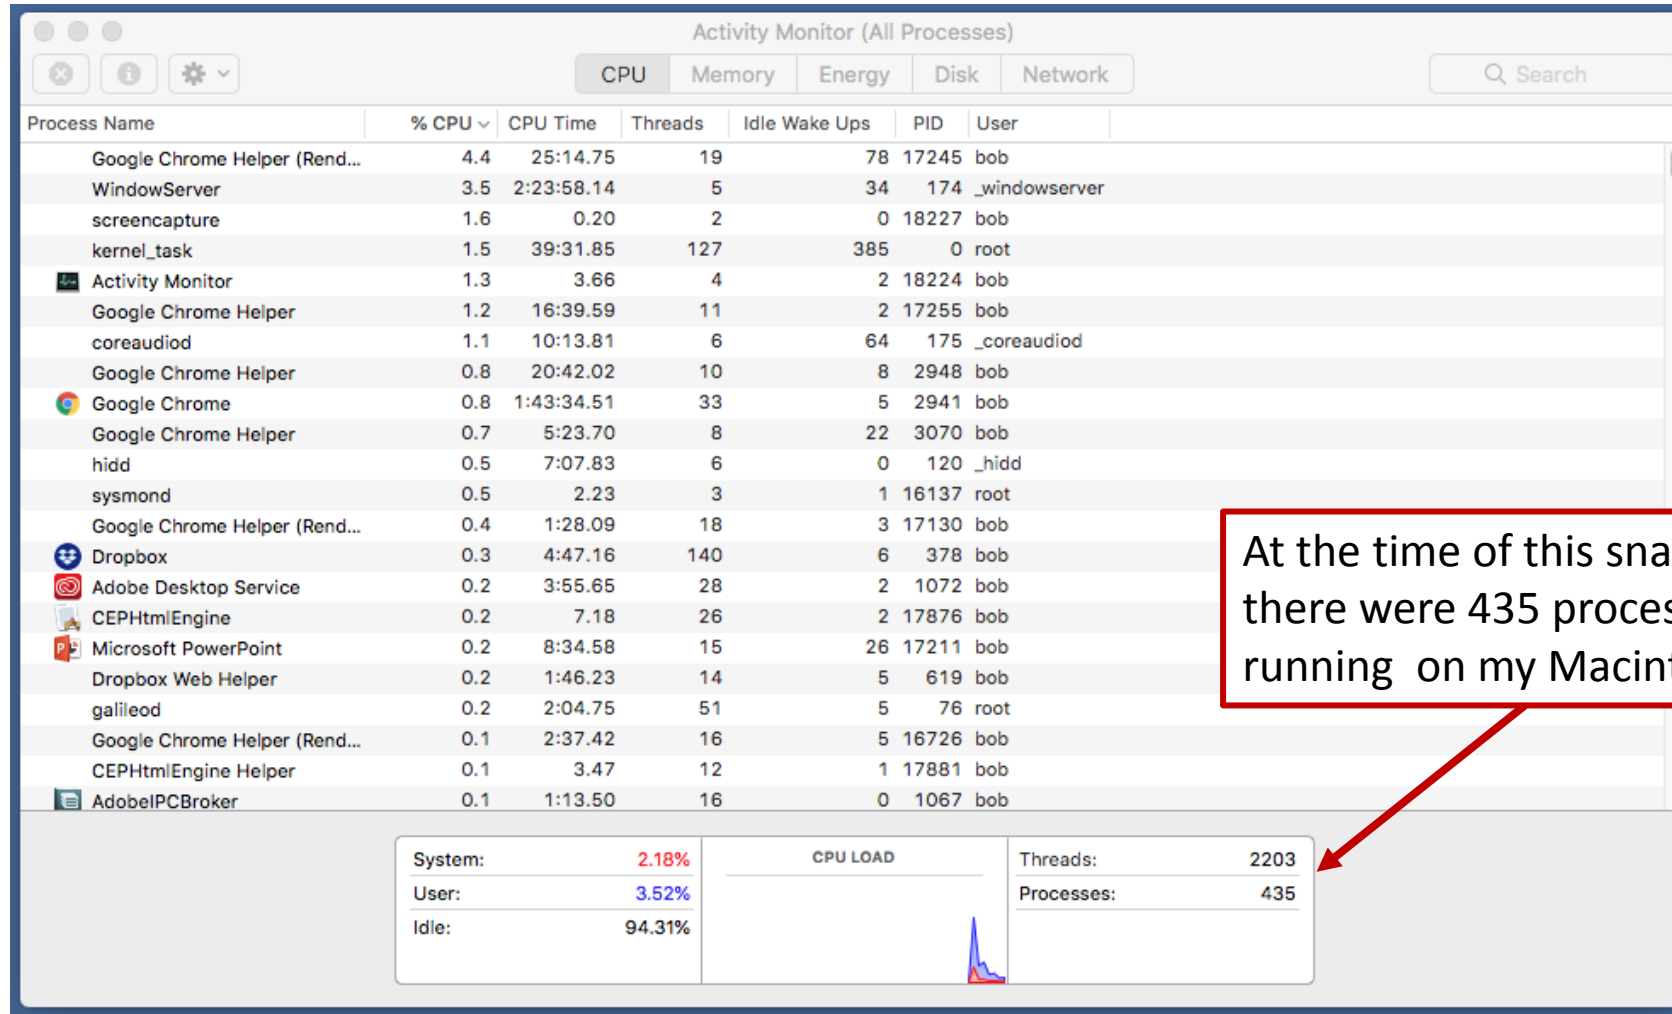 Activity Monitor (All Processes)
CPU Memory Energy Disk Network Search
Process Name % CPU CPU Time Threads Idle Wake Ups PID User
Google Chrome Helper (Rend... 4.4 25:14.75 19 78 17245 bob
WindowServer 3.5 2:23:58.14 5 34 174 _windowserver
screencapture 1.6 0.20 2 0 18227 bob
kernel_task 1.5 39:31.85 127 385 0 root
Activity Monitor 1.3 3.66 4 2 18224 bob
Google Chrome Helper 1.2 16:39.59 11 2 17255 bob
coreaudiod 1.1 10:13.81 6 64 175 _coreaudiod
Google Chrome Helper 0.8 20:42.02 10 8 2948 bob
Google Chrome 0.8 1:43:34.51 33 5 2941 bob
Google Chrome Helper 0.7 5:23.70 8 22 3070 bob
hidd 0.5 7:07.83 6 0 120 _hidd
sysmond 0.5 2.23 3 1 16137 root
Google Chrome Helper (Rend... 0.4 1:28.09 18 3 17130 bob
Dropbox 0.3 4:47.16 140 6 378 bob
Adobe Desktop Service 0.2 3:55.65 28 2 1072 bob
CEPHtmlEngine 0.2 7.18 26 2 17876 bob
Microsoft PowerPoint 0.2 8:34.58 15 26 17211 bob
Dropbox Web Helper 0.2 1:46.23 14 5 619 bob
galileod 0.2 2:04.75 51 5 76 root
Google Chrome Helper (Rend... 0.1 2:37.42 16 5 16726 bob
CEPHtmlEngine Helper 0.1 3.47 12 1 17881 bob
AdobeIPCBroker 0.1 1:13.50 16 0 1067 bob
At the time of this sna
there were 435 proces
running on my Macint
System: 2.18% CPU LOAD Threads: 2203
User: 3.52% Processes: 435
Idle: 94.31%